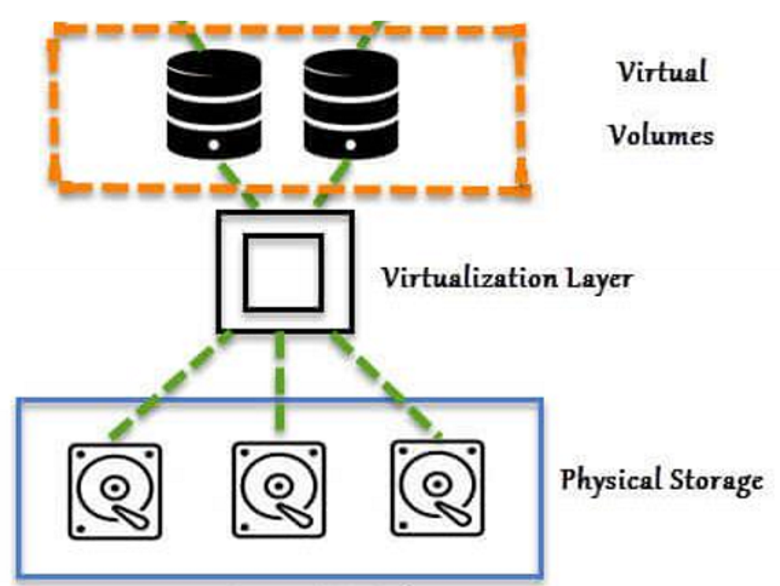 Virtual
Volumes
Virtualization Layer
Physical Storage